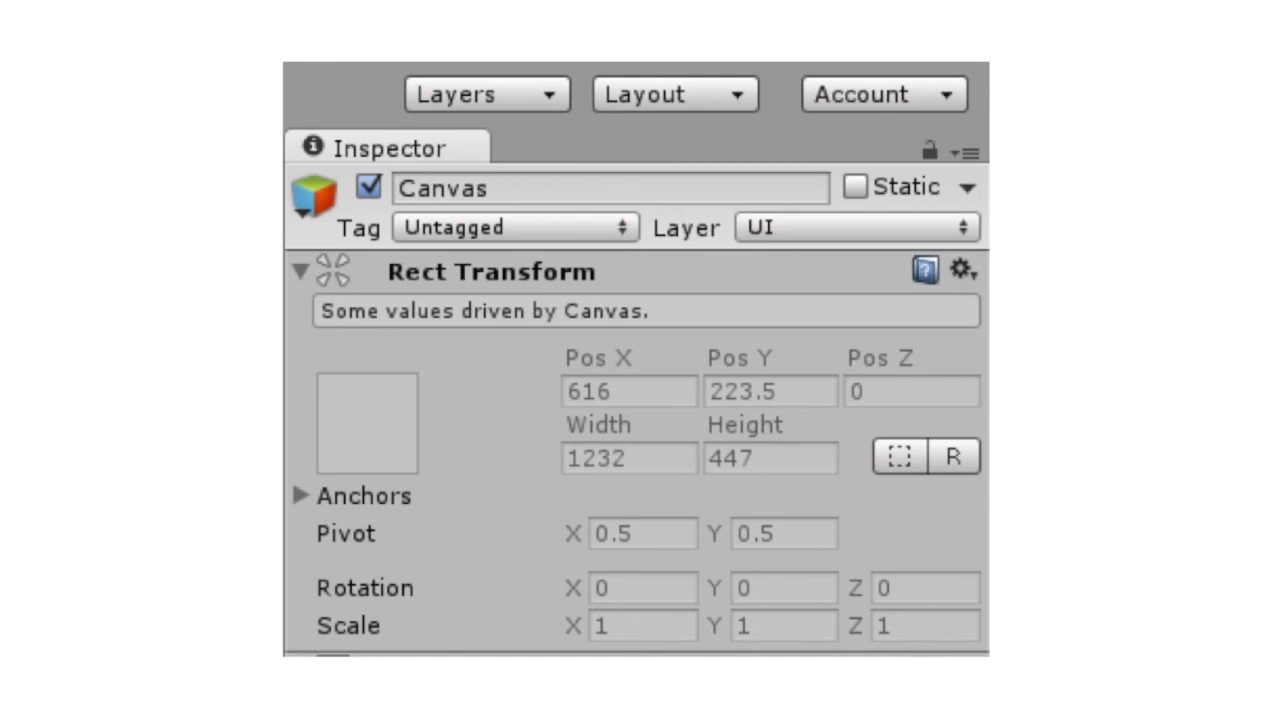 Layers Layout Account
Inspector
Canvas Static
Tag Untagged Layer UI
Rect Transform
Some values driven by Canvas.
Pos X Pos Y Pos Z
616 223.5 0
Width Height
1232 447 R
Anchors
Pivot X 0.5 Y 0.5
Rotation X 0 Y 0 Z 0
Scale X 1 Y 1 Z 1